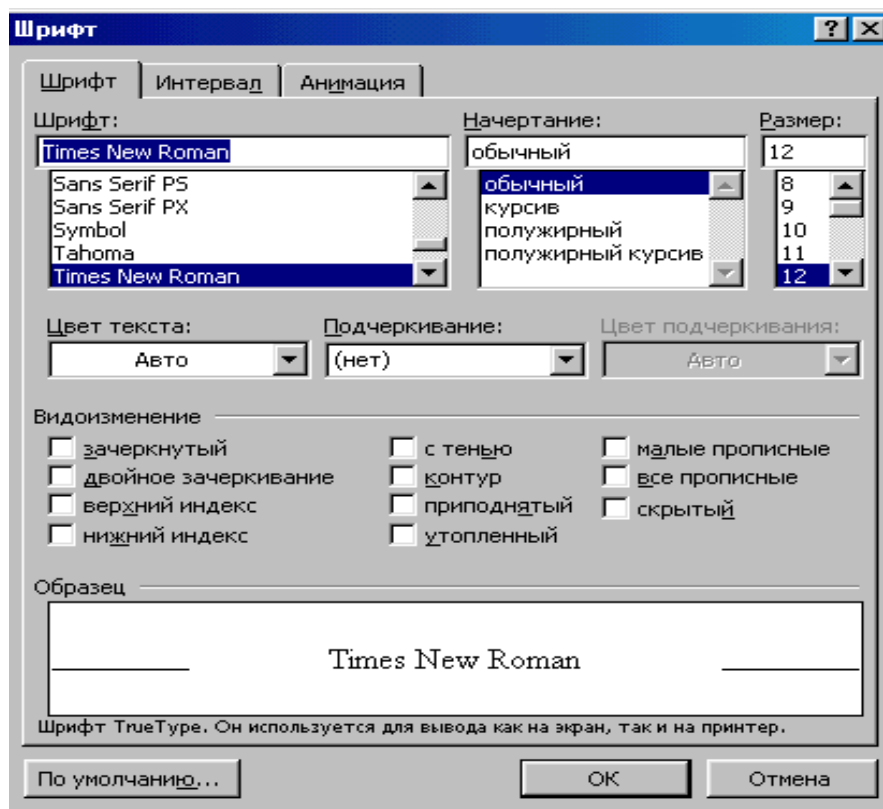 Шрифт
Шрифт Интервал Анимация
Шрифт: Начертание: Размер:
Times New Roman обычный 12
Sans Serif PS обычный 8
Sans Serif PX курсив 9
Symbol полужирный 10
Tahoma полужирный курсив 11
Times New Roman 12
Цвет текста: Подчеркивание: Цвет подчеркивания:
Авто (нет) Авто
Видоизменение
зачеркнутый с тенью малые прописные
двойное зачеркивание контур все прописные
верхний индекс приподнятый скрытый
нижний индекс утопленный
Образец
Times New Roman
Шрифт TrueType. Он используется для вывода как на экран, так и на принтер.
По умолчанию... OK Отмена